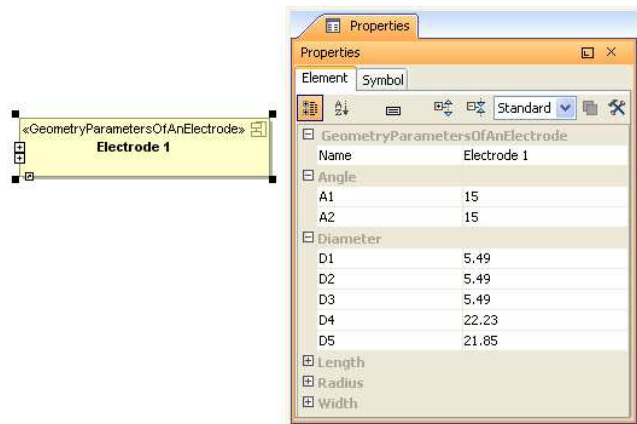 «GeometryParametersOfAnElectrode»
Electrode 1
Properties
Properties
Element Symbol
Standard
GeometryParametersOfAnElectrode
Name Electrode 1
Angle
A1 15
A2 15
Diameter
D1 5.49
D2 5.49
D3 5.49
D4 22.23
D5 21.85
Length
Radius
Width